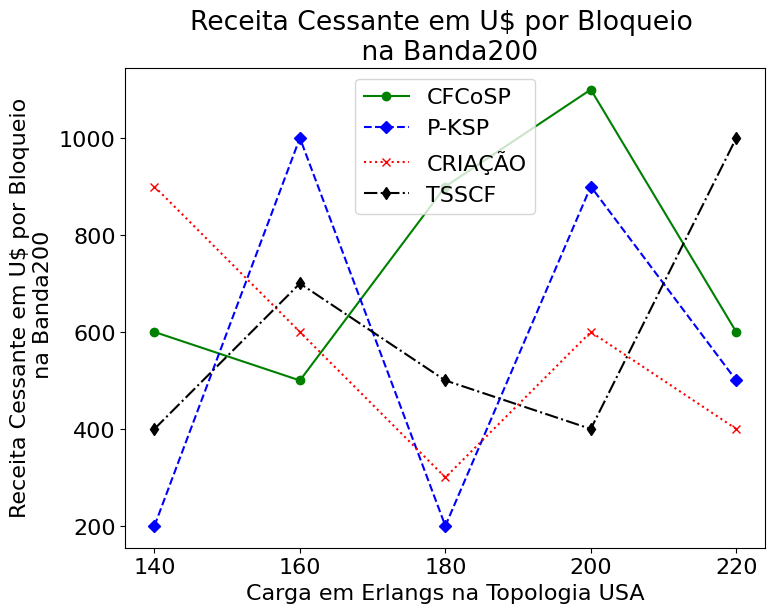 Receita Cessante em U$ por Bloqueio
na Banda200
Receita Cessante em U$ por Bloqueio
na Banda200
1000
800
600
400
200
CFCoSP
P-KSP
CRIAÇÃO
TSSCF
140 160 180 200 220
Carga em Erlangs na Topologia USA